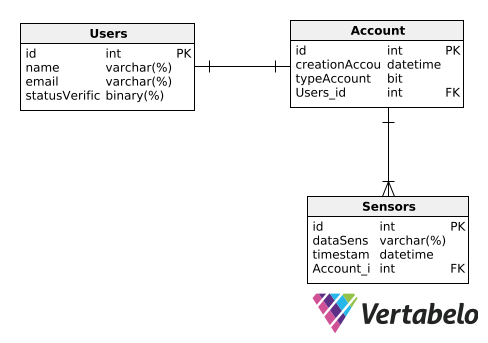 Users
id int PK
name varchar(%)
email varchar(%)
statusVerific binary(%)
Account
id int PK
creationAccou datetime
typeAccount bit
Users_id int FK
Sensors
id int PK
dataSens varchar(%)
timestam datetime
Account_i int FK
Vertabelo